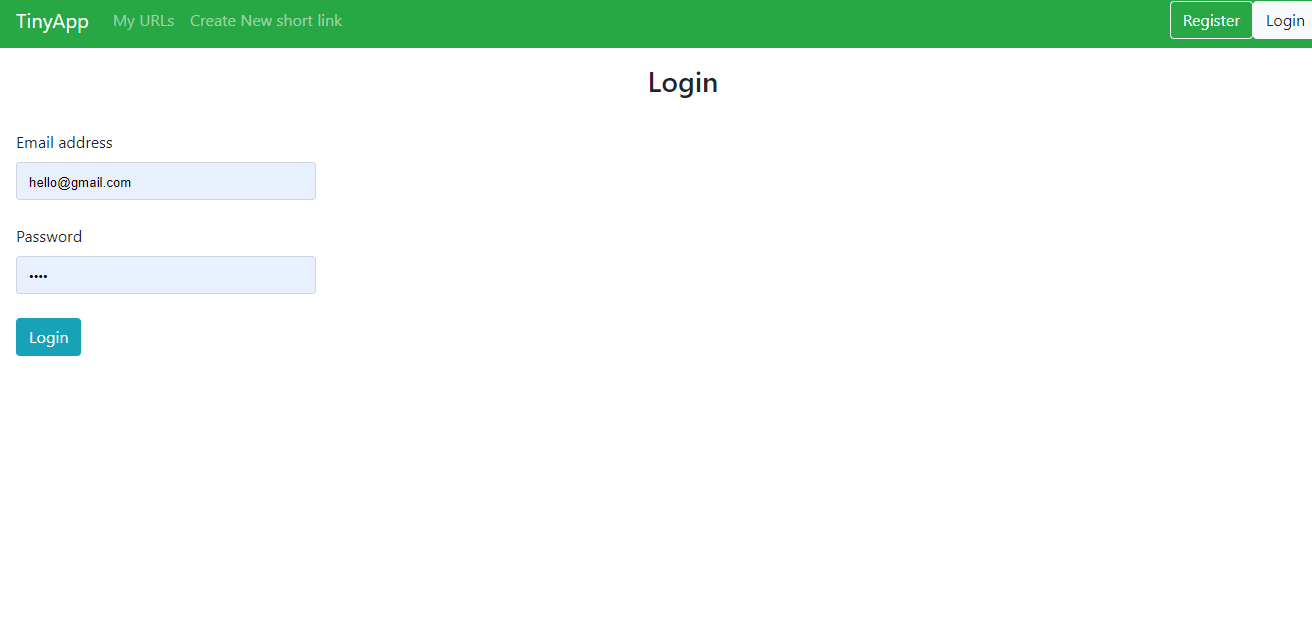 TinyApp My URLs Create New short link Register Login
Login
Email address
hello@gmail.com
Password
••••
Login